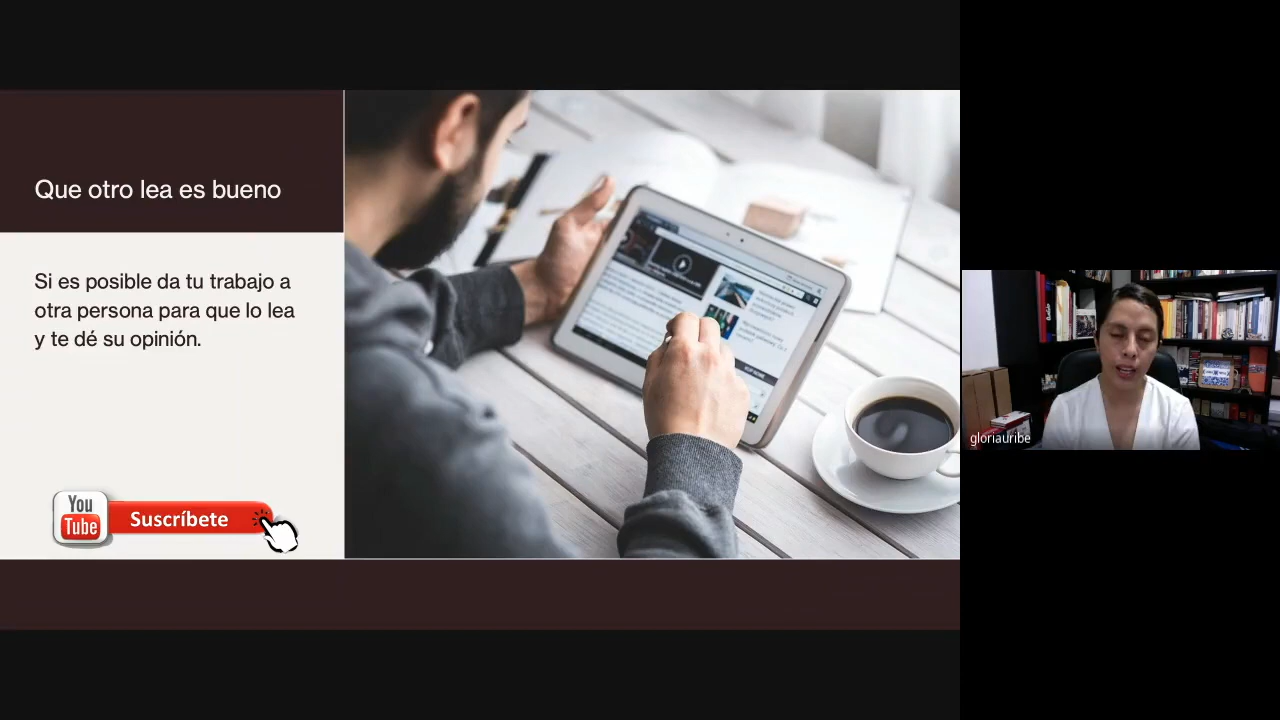 Que otro lea es bueno
Si es posible da tu trabajo a
otra persona para que lo lea
y te dé su opinión.
You
Tube
Suscríbete
gloriauribe